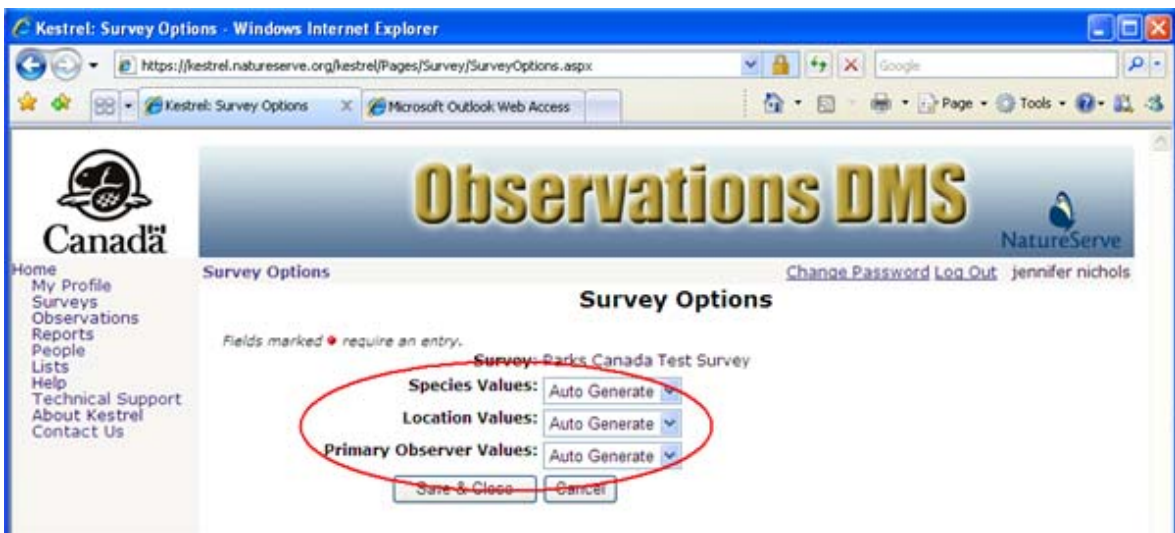 Kestrel: Survey Options - Windows Internet Explorer
https://kestrel.natureserve.org/kestrel/Pages/Survey/SurveyOptions.aspx
Google
Kestrel: Survey Options
Microsoft Outlook Web Access
Page
Tools
Canada
Observations DMS
NatureServe
Home
My Profile
Surveys
Observations
Reports
People
Lists
Help
Technical Support
About Kestrel
Contact Us
Survey Options
Change Password Log Out jennifer nichols
Survey Options
Fields marked require an entry.
Survey: Parks Canada Test Survey
Species Values: Auto Generate
Location Values: Auto Generate
Primary Observer Values: Auto Generate
Save & Close Cancel